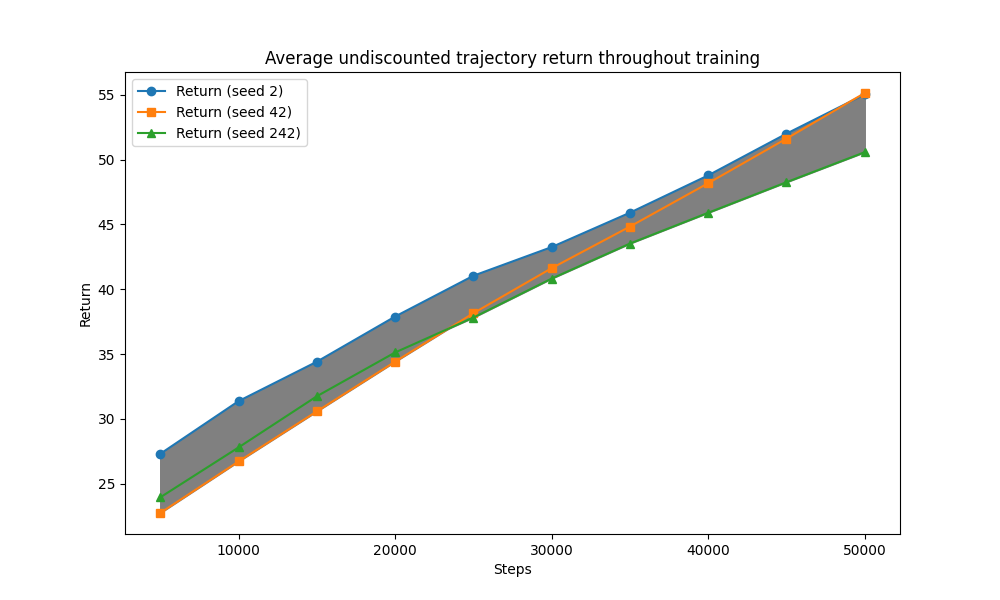 Average undiscounted trajectory return throughout training
Return (seed 2)
Return (seed 42)
Return (seed 242)
55
50
45
40
35
30
25
Return
10000
20000
30000
40000
50000
Steps